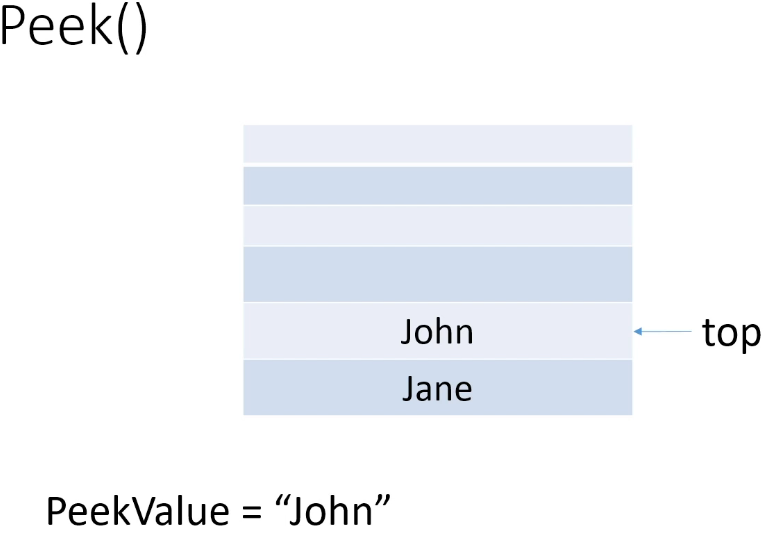 Peek()
John
top
Jane
PeekValue = “John”